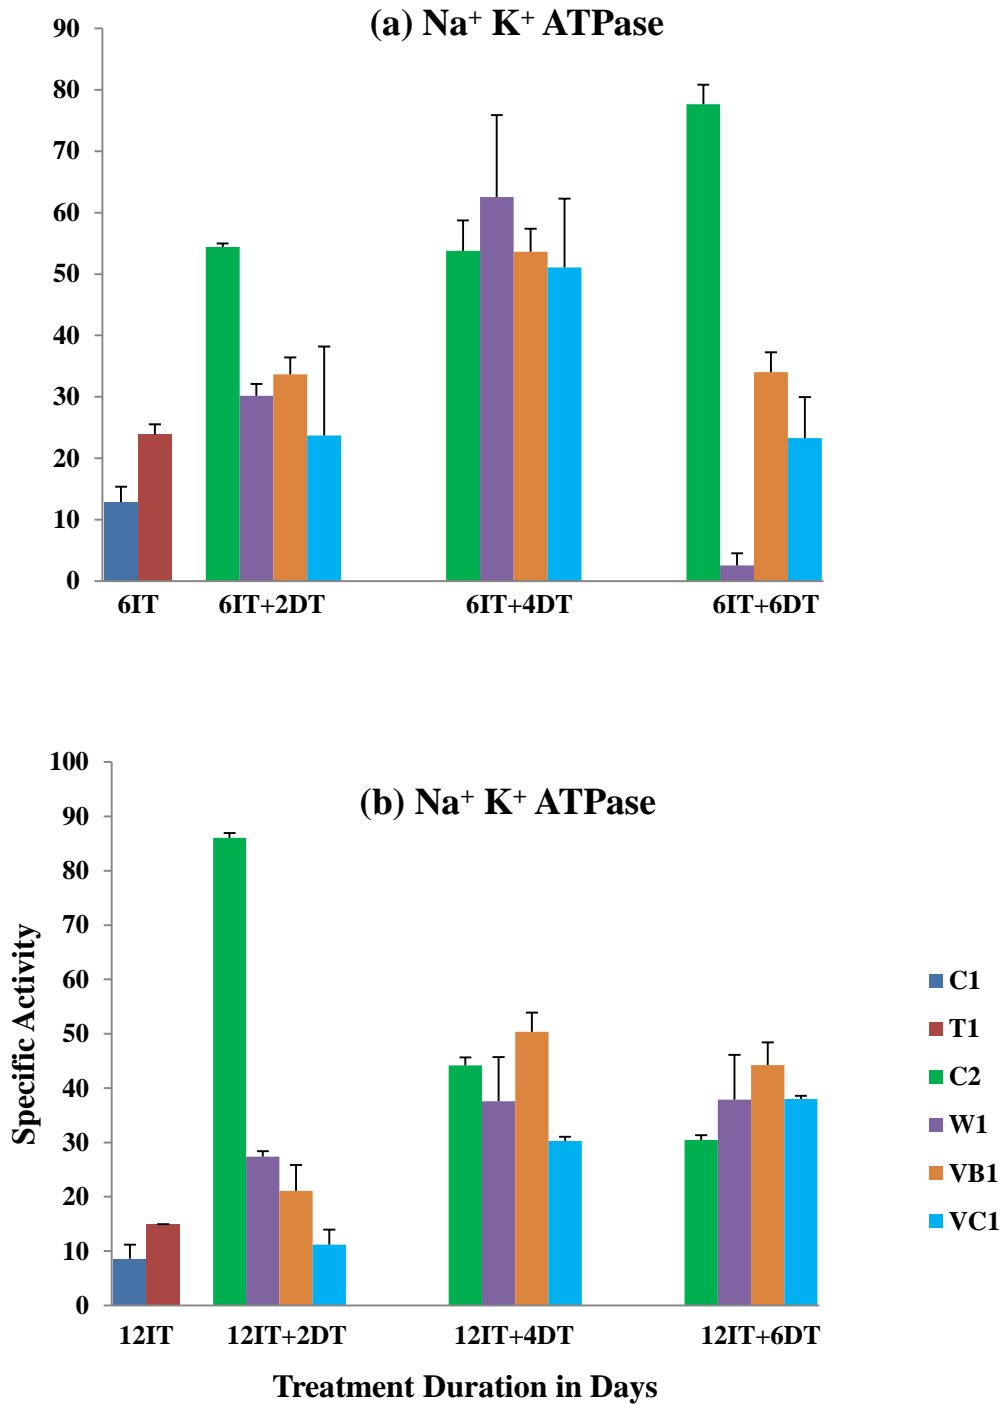 (a) Na⁺ K⁺ ATPase
90
80
70
60
50
40
30
20
10
0
6IT 6IT+2DT 6IT+4DT 6IT+6DT
(b) Na⁺ K⁺ ATPase
100
90
80
70
60
50
40
30
20
10
0
Specific Activity
12IT 12IT+2DT 12IT+4DT 12IT+6DT
Treatment Duration in Days
C1
T1
C2
W1
VB1
VC1